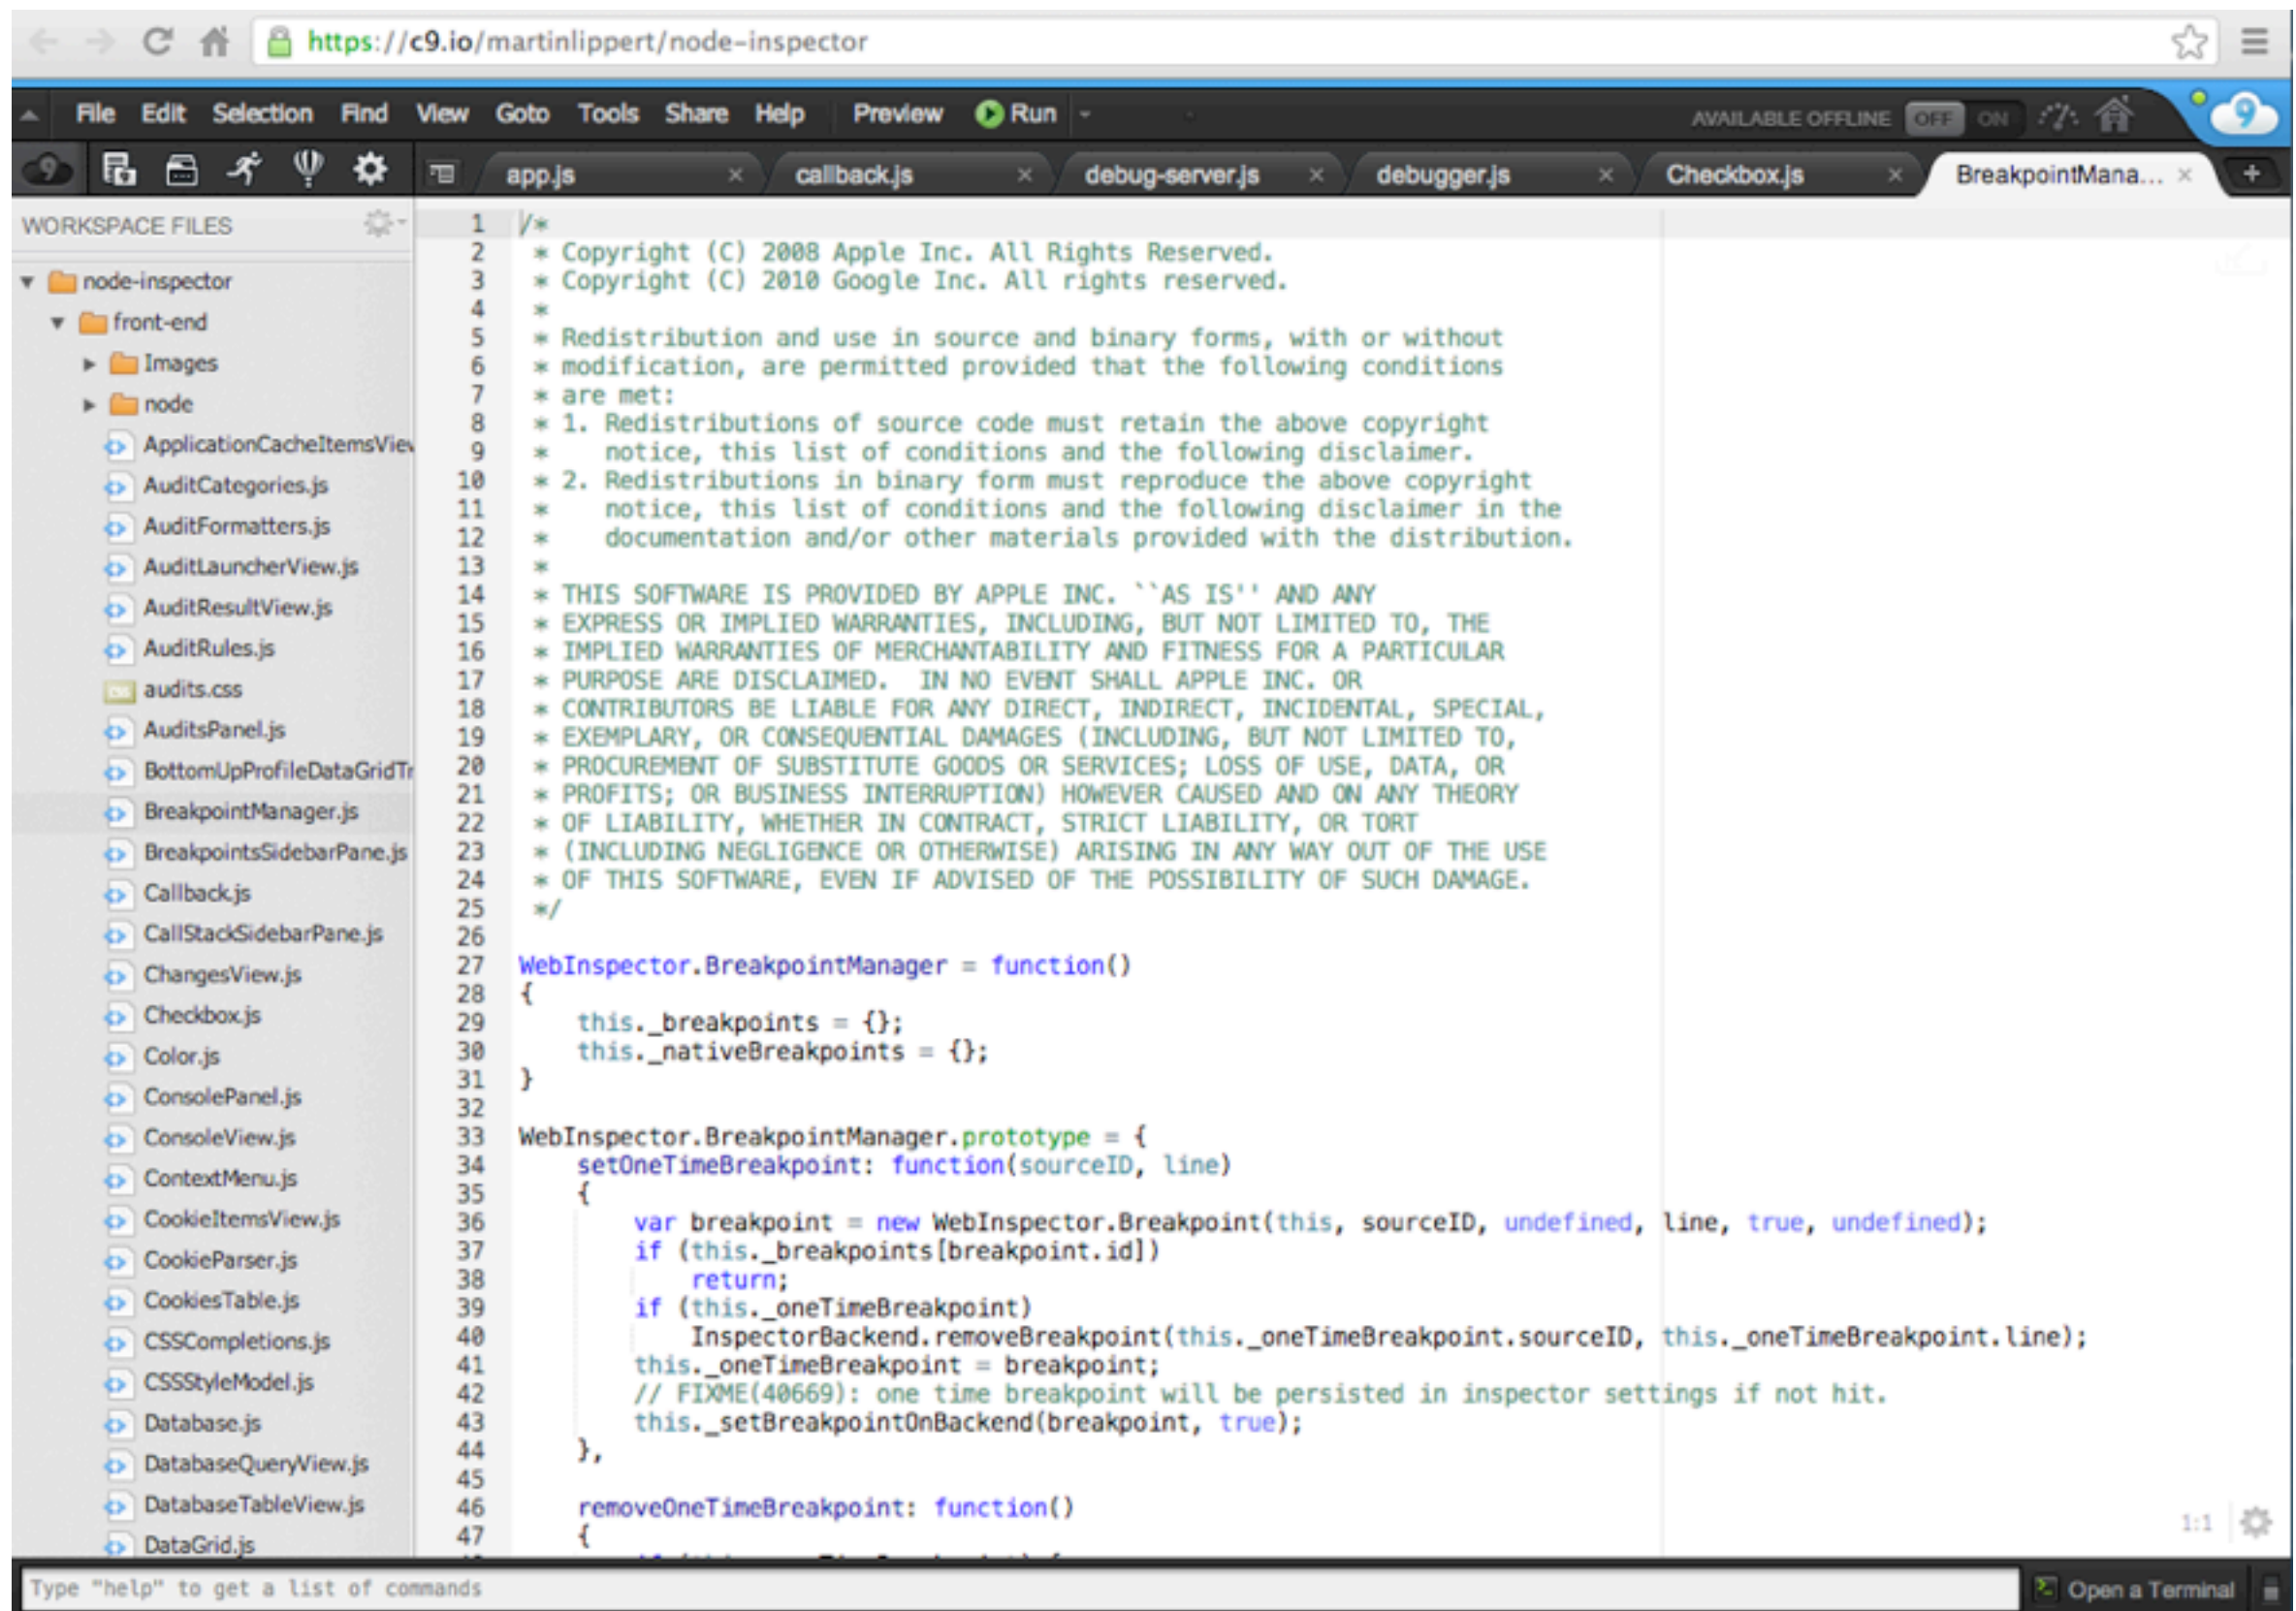 https://c9.io/martinlippert/node-inspector
File Edit Selection Find View Goto Tools Share Help Preview Run AVAILABLE OFFLINE OFF ON 9
9 app.js callback.js debug-server.js debugger.js Checkbox.js BreakpointMana...
WORKSPACE FILES
node-inspector
front-end
Images
node
ApplicationCacheItemsView
AuditCategories.js
AuditFormatters.js
AuditLauncherView.js
AuditResultView.js
AuditRules.js
audits.css
AuditsPanel.js
BottomUpProfileDataGridTr
BreakpointManager.js
BreakpointsSidebarPane.js
Callback.js
CallStackSidebarPane.js
ChangesView.js
Checkbox.js
Color.js
ConsolePanel.js
ConsoleView.js
ContextMenu.js
CookieItemsView.js
CookieParser.js
CookiesTable.js
CSSCompletions.js
CSSStyleModel.js
Database.js
DatabaseQueryView.js
DatabaseTableView.js
DataGrid.js
1 /*
2  * Copyright (C) 2008 Apple Inc. All Rights Reserved.
3  * Copyright (C) 2010 Google Inc. All rights reserved.
4  *
5  * Redistribution and use in source and binary forms, with or without
6  * modification, are permitted provided that the following conditions
7  * are met:
8  * 1. Redistributions of source code must retain the above copyright
9  *    notice, this list of conditions and the following disclaimer.
10  * 2. Redistributions in binary form must reproduce the above copyright
11  *    notice, this list of conditions and the following disclaimer in the
12  *    documentation and/or other materials provided with the distribution.
13  *
14  * THIS SOFTWARE IS PROVIDED BY APPLE INC. ``AS IS'' AND ANY
15  * EXPRESS OR IMPLIED WARRANTIES, INCLUDING, BUT NOT LIMITED TO, THE
16  * IMPLIED WARRANTIES OF MERCHANTABILITY AND FITNESS FOR A PARTICULAR
17  * PURPOSE ARE DISCLAIMED.  IN NO EVENT SHALL APPLE INC. OR
18  * CONTRIBUTORS BE LIABLE FOR ANY DIRECT, INDIRECT, INCIDENTAL, SPECIAL,
19  * EXEMPLARY, OR CONSEQUENTIAL DAMAGES (INCLUDING, BUT NOT LIMITED TO,
20  * PROCUREMENT OF SUBSTITUTE GOODS OR SERVICES; LOSS OF USE, DATA, OR
21  * PROFITS; OR BUSINESS INTERRUPTION) HOWEVER CAUSED AND ON ANY THEORY
22  * OF LIABILITY, WHETHER IN CONTRACT, STRICT LIABILITY, OR TORT
23  * (INCLUDING NEGLIGENCE OR OTHERWISE) ARISING IN ANY WAY OUT OF THE USE
24  * OF THIS SOFTWARE, EVEN IF ADVISED OF THE POSSIBILITY OF SUCH DAMAGE.
25  */
26
27 WebInspector.BreakpointManager = function()
28 {
29     this._breakpoints = {};
30     this._nativeBreakpoints = {};
31 }
32
33 WebInspector.BreakpointManager.prototype = {
34     setOneTimeBreakpoint: function(sourceID, line)
35     {
36         var breakpoint = new WebInspector.Breakpoint(this, sourceID, undefined, line, true, undefined);
37         if (this._breakpoints[breakpoint.id])
38             return;
39         if (this._oneTimeBreakpoint)
40             InspectorBackend.removeBreakpoint(this._oneTimeBreakpoint.sourceID, this._oneTimeBreakpoint.line);
41         this._oneTimeBreakpoint = breakpoint;
42         // FIXME(40669): one time breakpoint will be persisted in inspector settings if not hit.
43         this._setBreakpointOnBackend(breakpoint, true);
44     },
45
46     removeOneTimeBreakpoint: function()
47     {
1:1
Type "help" to get a list of commands
Open a Terminal